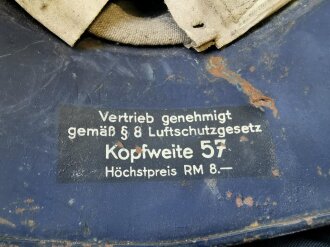 Vertrieb genehmigt
gemäß § 8 Luftschutzgesetz
Kopfweite 57
Höchstpreis RM 8.—